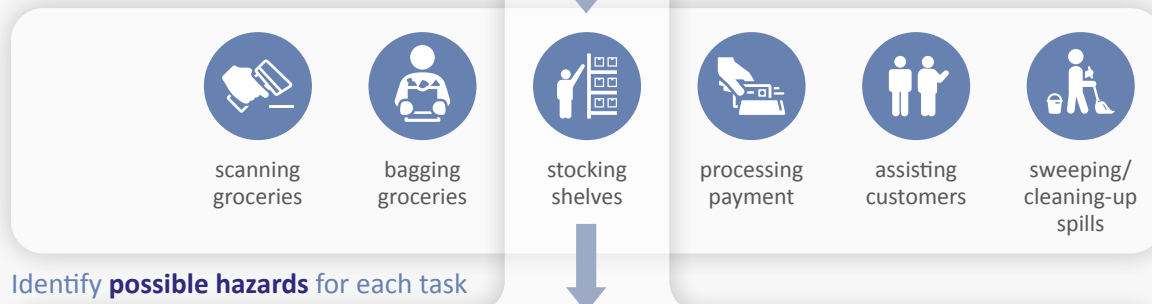 scanning
groceries
bagging
groceries
stocking
shelves
processing
payment
assisting
customers
sweeping/
cleaning-up
spills
Identify possible hazards for each task